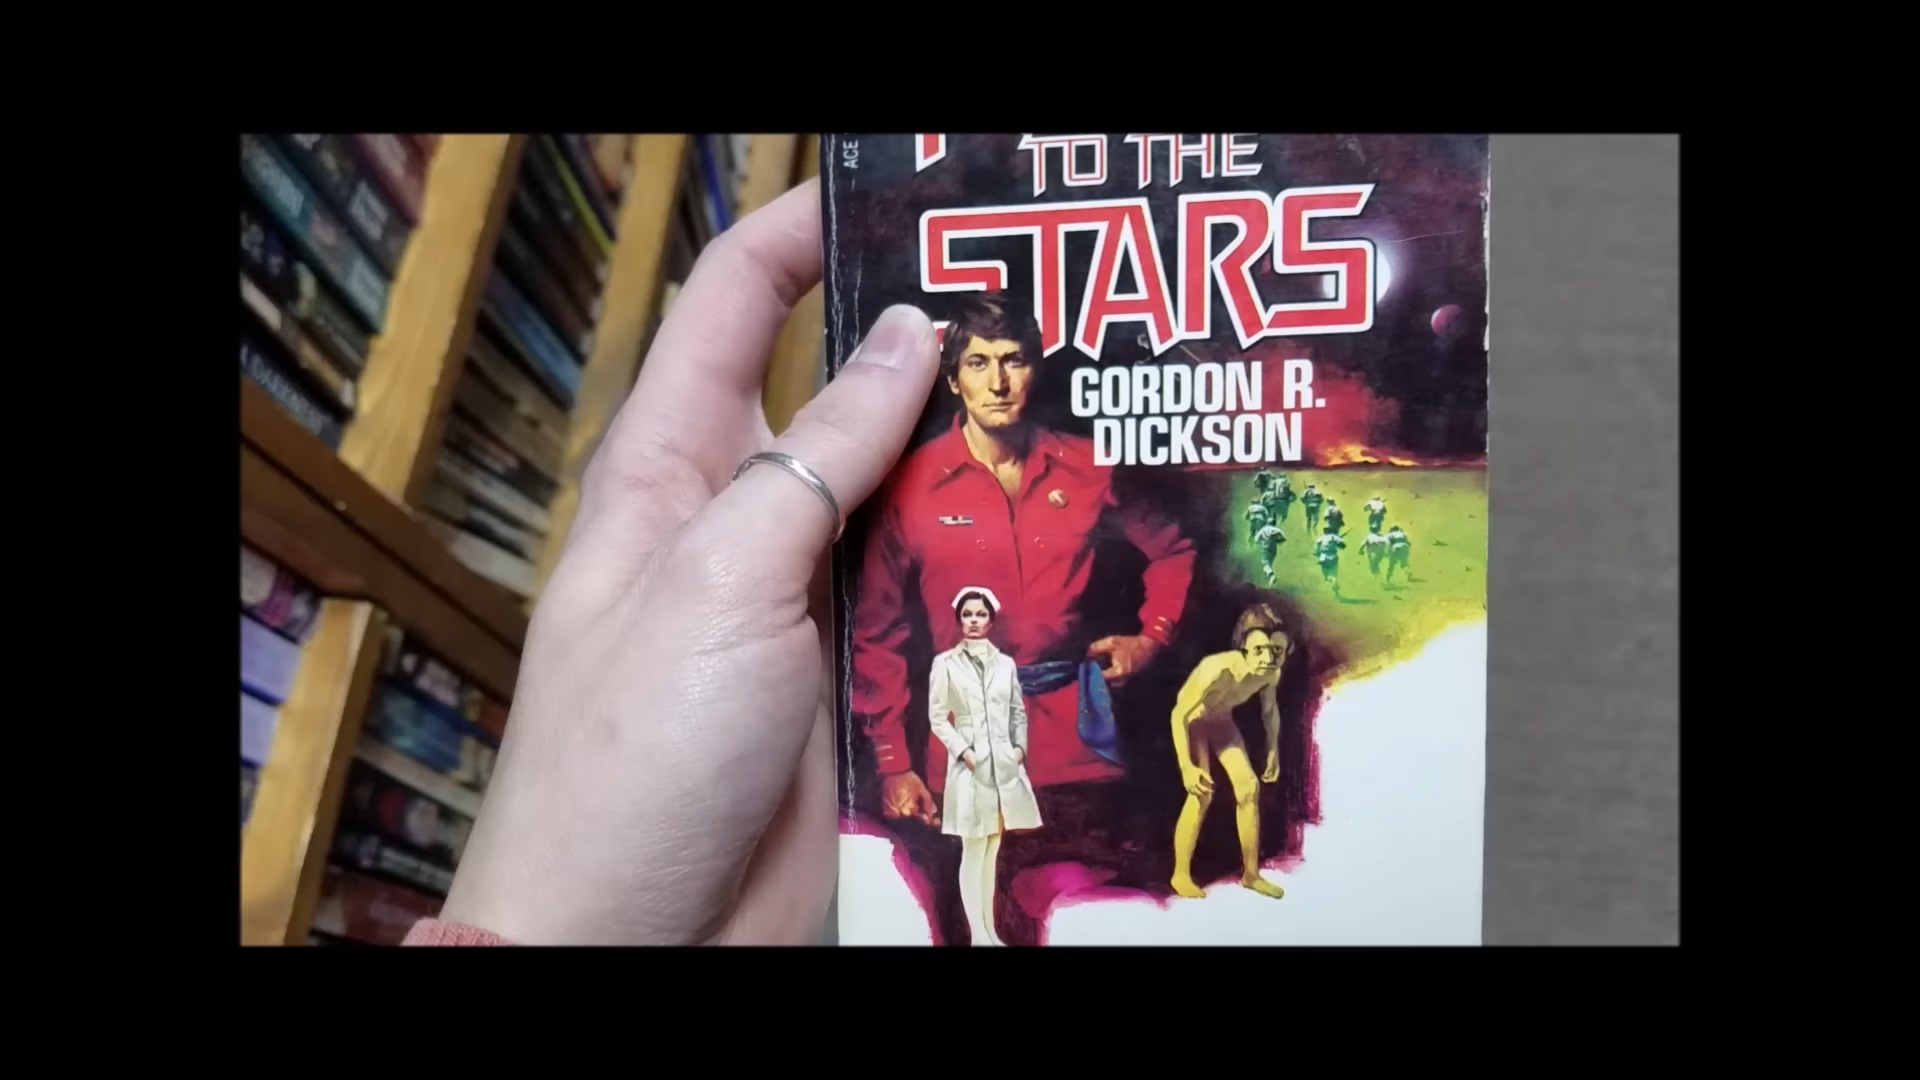 ACE
TO THE
STARS
GORDON R.
DICKSON